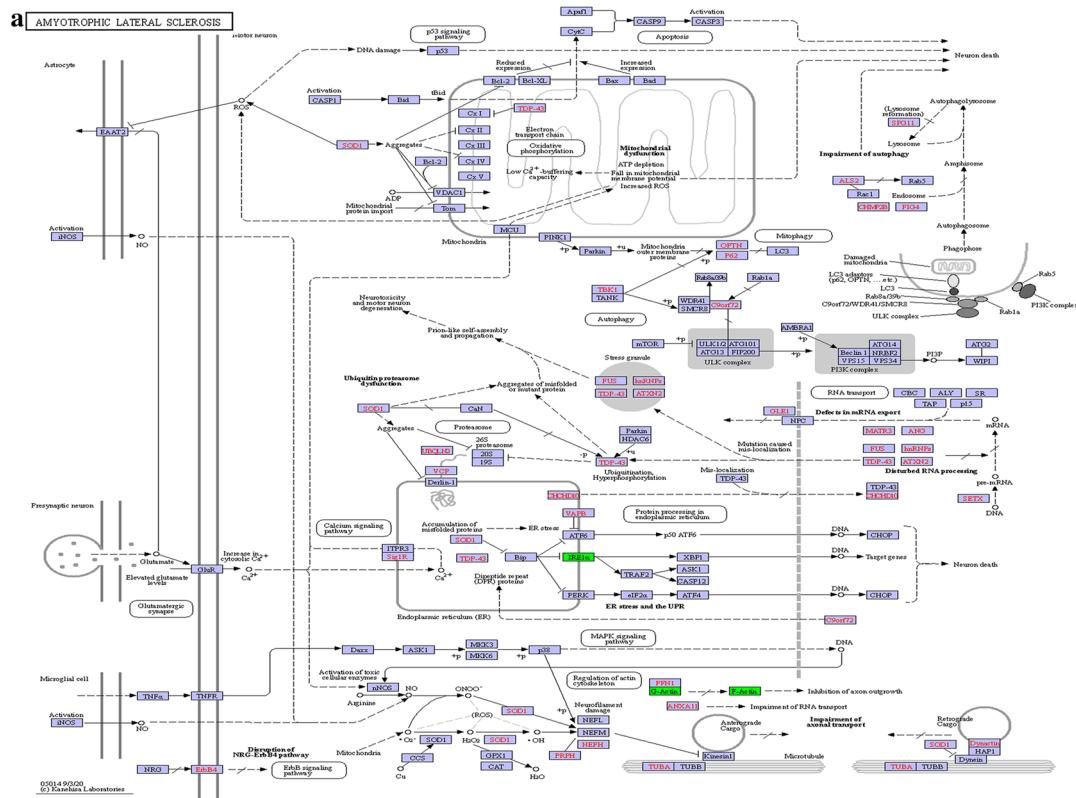 a
AMYOTROPHIC LATERAL SCLEROSIS
Motor neuron
Astrocyte
p53 signaling
pathway
DNA damage
p53
Apaf1
CytC
CASP9
CASP3
Activation
Apoptosis
Neuron death
Reduced
expression
Increased
expression
Bcl-2
Bcl-XL
Bax
Bad
Activation
CASP1
Bid
tBid
ROS
EAAT2
SOD1
Aggregates
Cx I
Cx II
Cx III
Cx IV
Cx V
TDP-43
Electron
transport chain
Oxidative
phosphorylation
Low Ca2+-buffering
capacity
Mitochondrial
dysfunction
ATP depletion
Fall in mitochondrial
membrane potential
Increased ROS
Bcl-2
VDAC1
ADP
Tom
Mitochondrial
protein import
Mitochondria
MCU
PINK1
Parkin
+p
+u
Mitochondria
outer membrane
proteins
+p
OPTN
P62
LC3
Mitophagy
(Lysosome
reformation)
SPG11
Lysosome
Autophagolysosome
Impairment of autophagy
ALS2
Rab5
Rac1
Endosome
CHMP2B
FIG4
Amphisome
Autophagosome
Phagophore
Damaged
mitochondria
LC3 adaptors
(p62, OPTN, ....etc.)
LC3
Rab8a/39b
C9orf72/WDR41/SMCR8
ULK complex
Rab1a
Rab5
PI3K complex
Activation
iNOS
NO
TBK1
TANK
+p
Rab8a/39b
Rab1a
WDR41
SMCR8
C9orf72
Autophagy
mTOR
+p
ULK1/2
ATG101
ATG13
FIP200
ULK complex
+p
AMBRA1
ATG14
Beclin 1
NRBF2
VPS15
VPS34
PI3K complex
PI3P
ATG2
WIPI
Neurotoxicity
and motor neuron
degeneration
Prion-like self-assembly
and propagation
Stress granule
FUS
hnRNPs
TDP-43
ATXN2
Ubiquitin proteasome
dysfunction
Aggregates of misfolded
or mutant protein
SOD1
CaN
Aggregates
Proteasome
26S
proteasome
20S
19S
UBQLN2
VCP
Derlin-1
Parkin
HDAC6
-p
+u
TDP-43
Ubiquitination,
Hyperphosphorylation
RNA transport
CBC
ALY
SR
TAP
p15
GLE1
NPC
Defects in mRNA export
MATR3
ANG
FUS
hnRNPs
TDP-43
ATXN2
Disturbed RNA processing
mRNA
pre-mRNA
SETX
DNA
Mutation caused
mis-localization
Mis-localization
TDP-43
TDP-43
CHCHD10
CHCHD10
VAPB
Protein processing in
endoplasmic reticulum
Presynaptic neuron
Glutamate
Elevated glutamate
levels
GluR
Increase in
cytosolic Ca2+
Ca2+
Glutamatergic
synapse
Calcium signaling
pathway
ITPR3
Sig1R
Ca2+
Accumulation of
misfolded proteins
ER stress
SOD1
TDP-43
Bip
ATF6
p50 ATF6
DNA
CHOP
IRE1α
XBP1
DNA
Target genes
TRAF2
ASK1
CASP12
PERK
eIF2α
ATF4
DNA
CHOP
Neuron death
Dipeptide repeat
(DPR) proteins
ER stress and the UPR
Endoplasmic reticulum (ER)
C9orf72
MAPK signaling
pathway
Daxx
ASK1
MKK3
MKK6
+p
+p
p38
DNA
Microglial cell
TNFα
TNFR
Activation
iNOS
NO
Activation of toxic
cellular enzymes
nNOS
NO
Arginine
ONOO-
(ROS)
SOD1
SOD1
H2O2
SOD1
OH
Mitochondria
CCS
Cu
GPX1
CAT
H2O
+p
Neurofilament
damage
NEFL
NEFM
NEFH
PRPH
Regulation of actin
cytoskeleton
PFN1
G-Actin
F-Actin
Inhibition of axon outgrowth
ANXA11
Impairment of RNA transport
Anterograde
Cargo
Kinesin1
TUBA
TUBB
Microtubule
Impairment of
axonal transport
Retrograde
Cargo
SOD1
Dynactin
HAP1
Dynein
TUBA
TUBB
Disruption of
NRG-ErbB4 pathway
NRG
ErbB4
ErbB signaling
pathway
05014 9/3/20
(c) Kanehisa Laboratories